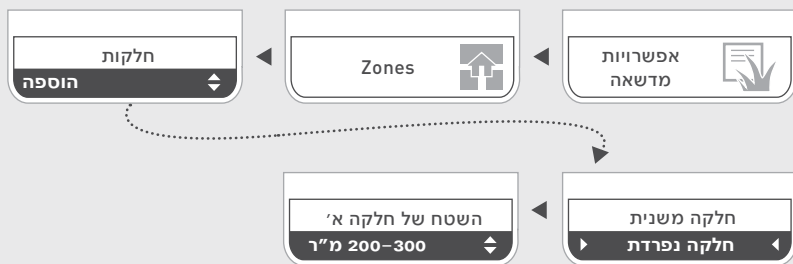 אפשרויות
מדשאה
Zones
חלקות
הוספה
חלקה משנית
חלקה נפרדת
השטח של חלקה א׳
200–300 מ״ר